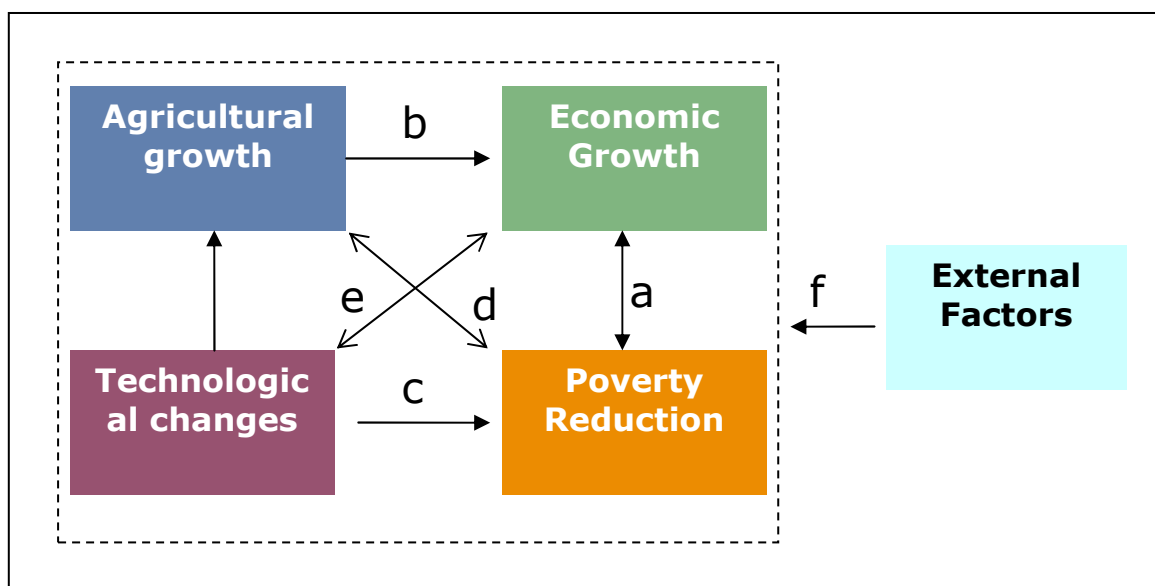 Agricultural
growth
b
Economic
Growth
e
d
a
f
External
Factors
Technologic
al changes
c
Poverty
Reduction